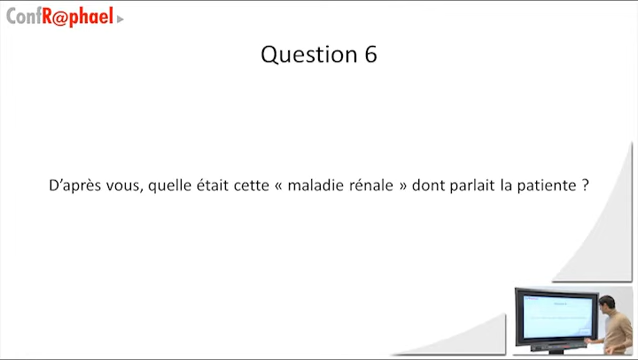 ConfR@phael
Question 6
D'après vous, quelle était cette « maladie rénale » dont parlait la patiente ?